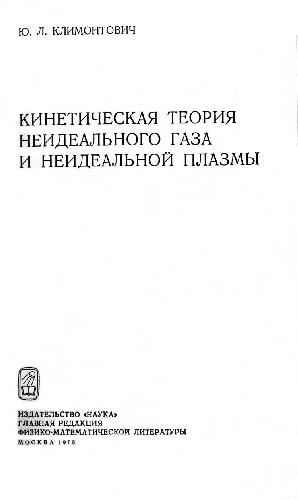 Ю. Л. КЛИМОНТОВИЧ
КИНЕТИЧЕСКАЯ ТЕОРИЯ
НЕИДЕАЛЬНОГО ГАЗА
И НЕИДЕАЛЬНОЙ ПЛАЗМЫ
ИЗДАТЕЛЬСТВО «НАУКА»
ГЛАВНАЯ РЕДАКЦИЯ
ФИЗИКО-МАТЕМАТИЧЕСКОЙ ЛИТЕРАТУРЫ
МОСКВА 1975